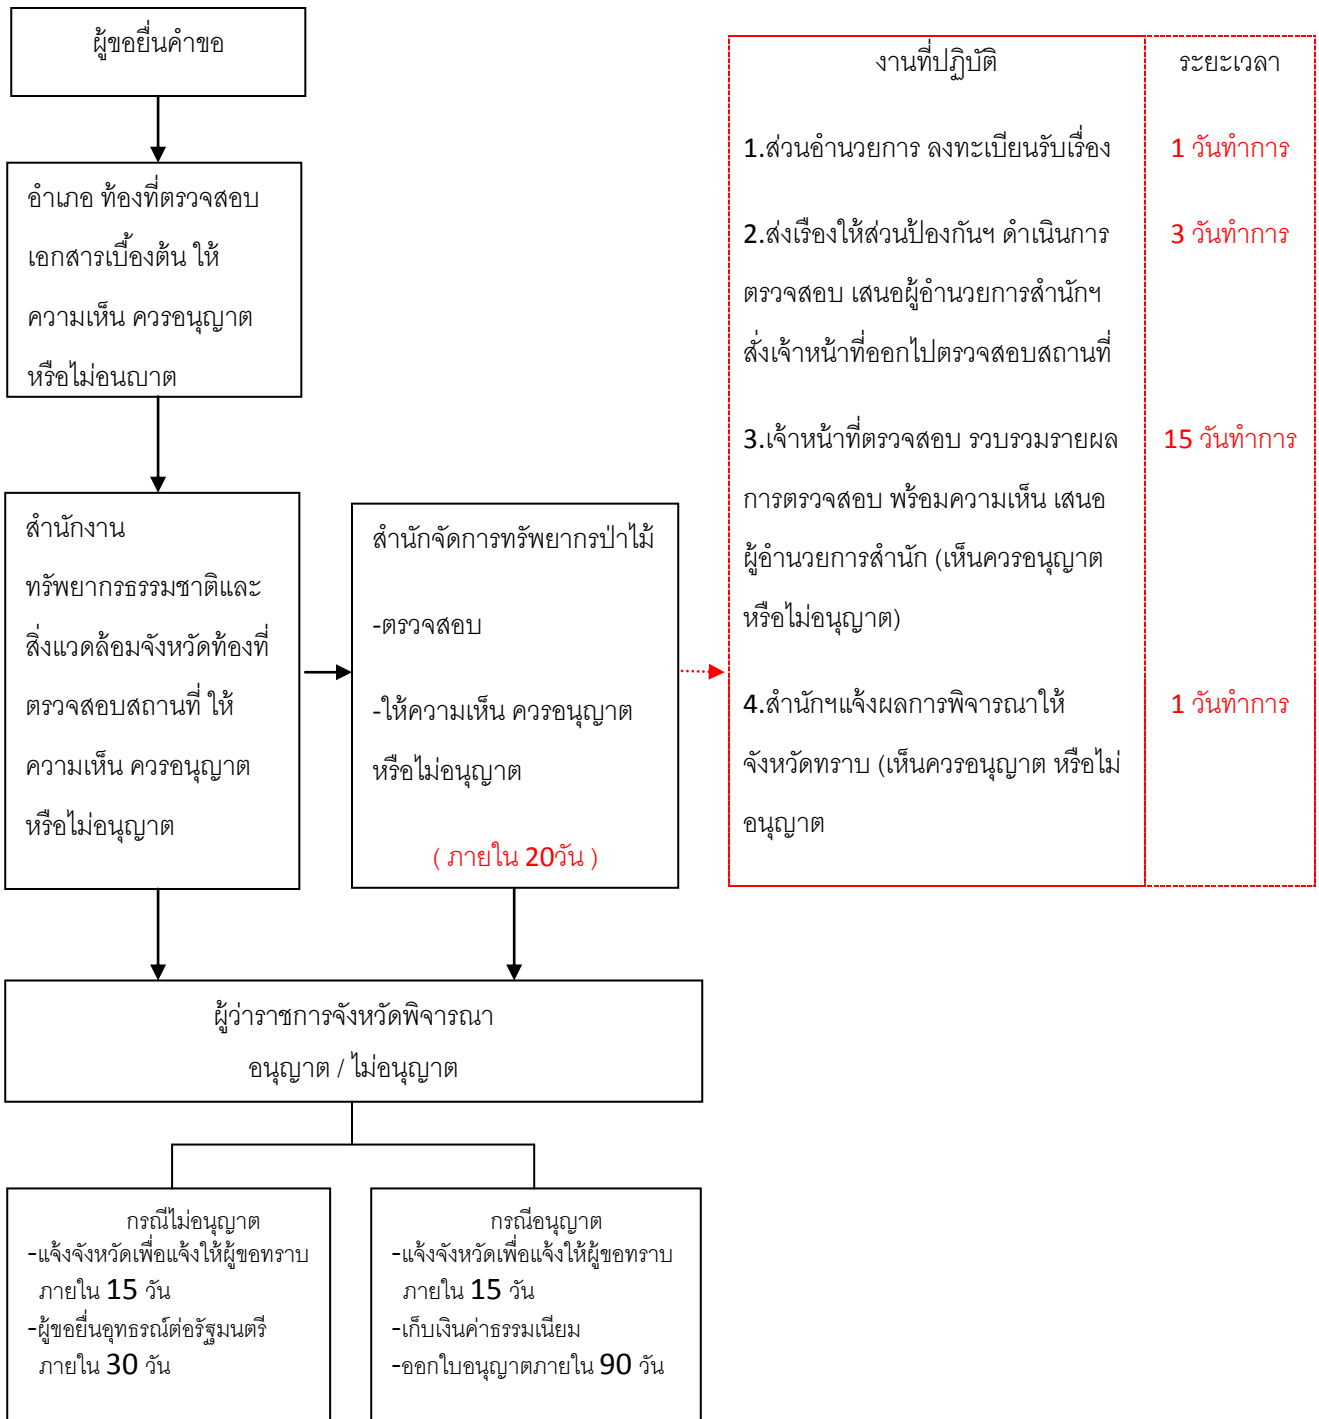 ผู้ขอยื่นคำขอ
อำเภอ ท้องที่ตรวจสอบ
เอกสารเบื้องต้น ให้
ความเห็น ควรอนุญาต
หรือไม่อนุญาต
สำนักงาน
ทรัพยากรธรรมชาติและ
สิ่งแวดล้อมจังหวัดท้องที่
ตรวจสอบสถานที่ ให้
ความเห็น ควรอนุญาต
หรือไม่อนุญาต
สำนักจัดการทรัพยากรป่าไม้
-ตรวจสอบ
-ให้ความเห็น ควรอนุญาต
หรือไม่อนุญาต
( ภายใน 20วัน )
งานที่ปฏิบัติ ระยะเวลา
1.ส่วนอำนวยการ ลงทะเบียนรับเรื่อง 1 วันทำการ
2.ส่งเรื่องให้ส่วนป้องกันฯ ดำเนินการ 3 วันทำการ
ตรวจสอบ เสนอผู้อำนวยการสำนักฯ
สั่งเจ้าหน้าที่ออกไปตรวจสอบสถานที่
3.เจ้าหน้าที่ตรวจสอบ รวบรวมรายผล 15 วันทำการ
การตรวจสอบ พร้อมความเห็น เสนอ
ผู้อำนวยการสำนัก (เห็นควรอนุญาต
หรือไม่อนุญาต)
4.สำนักฯแจ้งผลการพิจารณาให้ 1 วันทำการ
จังหวัดทราบ (เห็นควรอนุญาต หรือไม่
อนุญาต
ผู้ว่าราชการจังหวัดพิจารณา
อนุญาต / ไม่อนุญาต
กรณีไม่อนุญาต
-แจ้งจังหวัดเพื่อแจ้งให้ผู้ขอทราบ
ภายใน 15 วัน
-ผู้ขอยื่นอุทธรณ์ต่อรัฐมนตรี
ภายใน 30 วัน
กรณีอนุญาต
-แจ้งจังหวัดเพื่อแจ้งให้ผู้ขอทราบ
ภายใน 15 วัน
-เก็บเงินค่าธรรมเนียม
-ออกใบอนุญาตภายใน 90 วัน